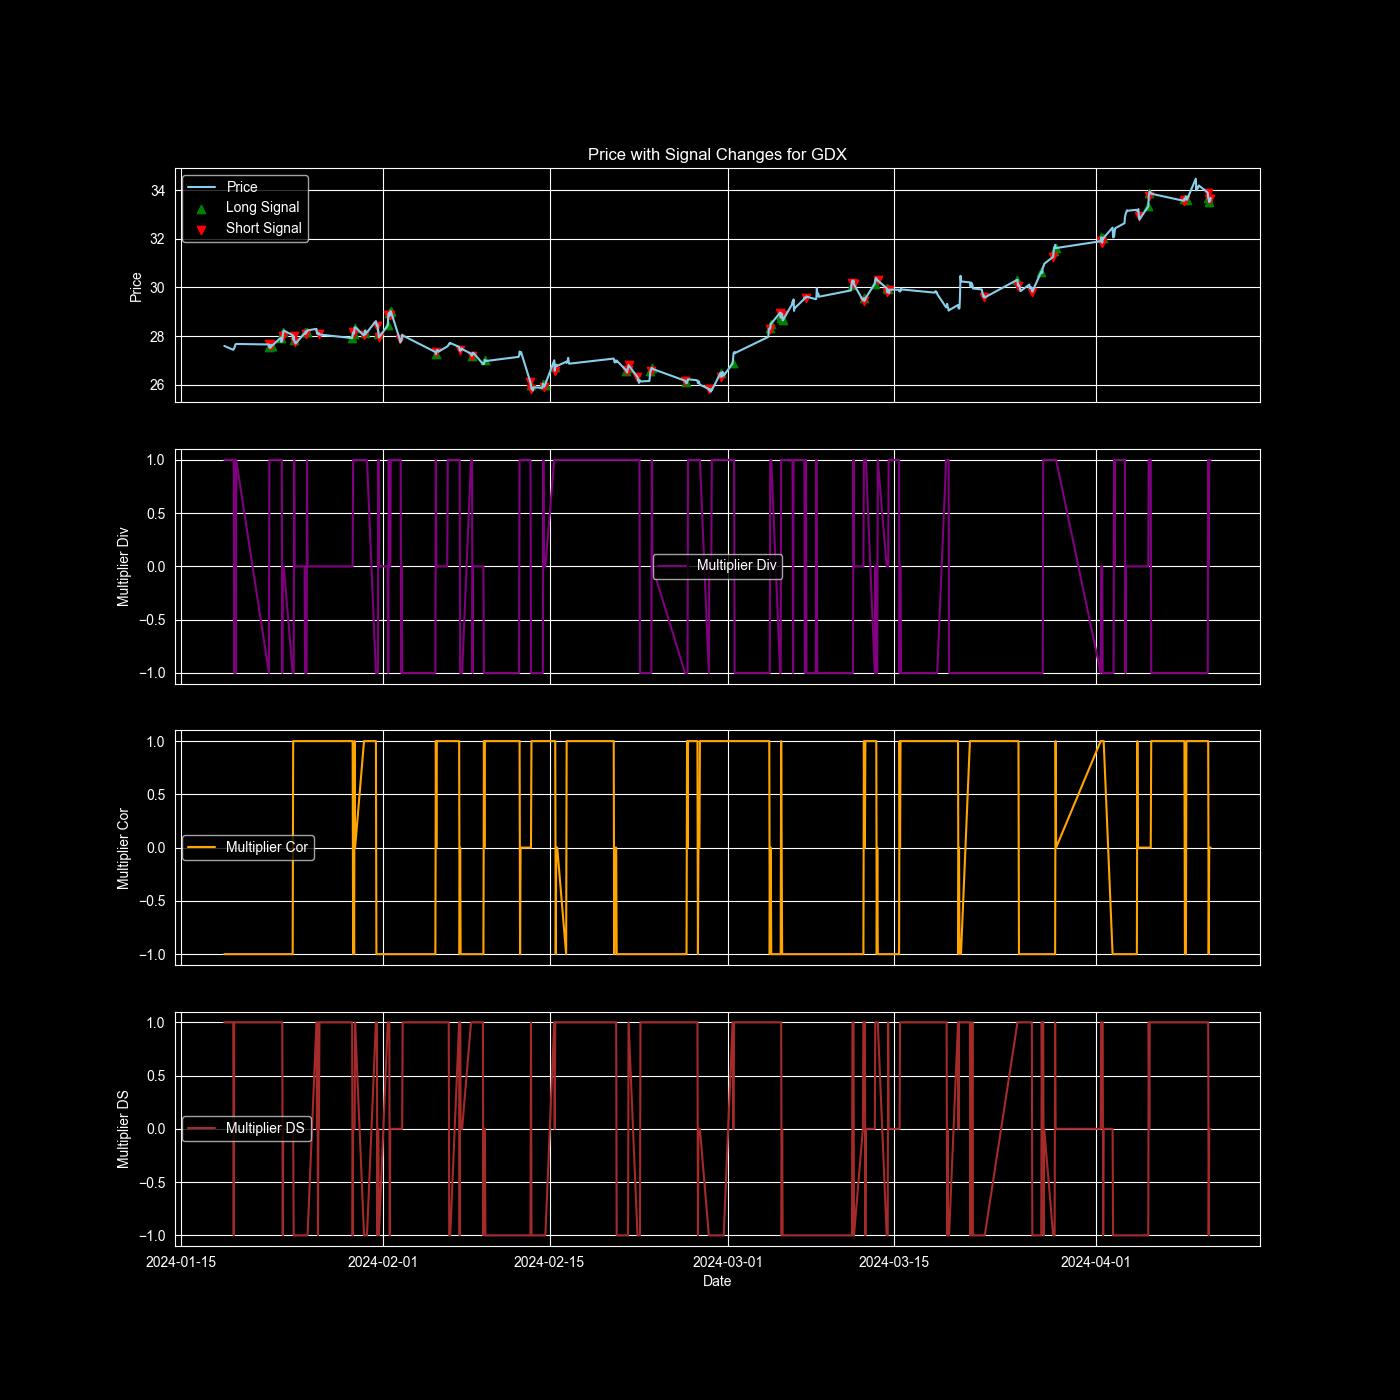 Price with Signal Changes for GDX
Price
Long Signal
Short Signal
34
32
30
28
26
Price
1.0
0.5
0.0
−0.5
−1.0
Multiplier Div
Multiplier Div
1.0
0.5
0.0
−0.5
−1.0
Multiplier Cor
Multiplier Cor
1.0
0.5
0.0
−0.5
−1.0
Multiplier DS
Multiplier DS
2024-01-15 2024-02-01 2024-02-15 2024-03-01 2024-03-15 2024-04-01
Date